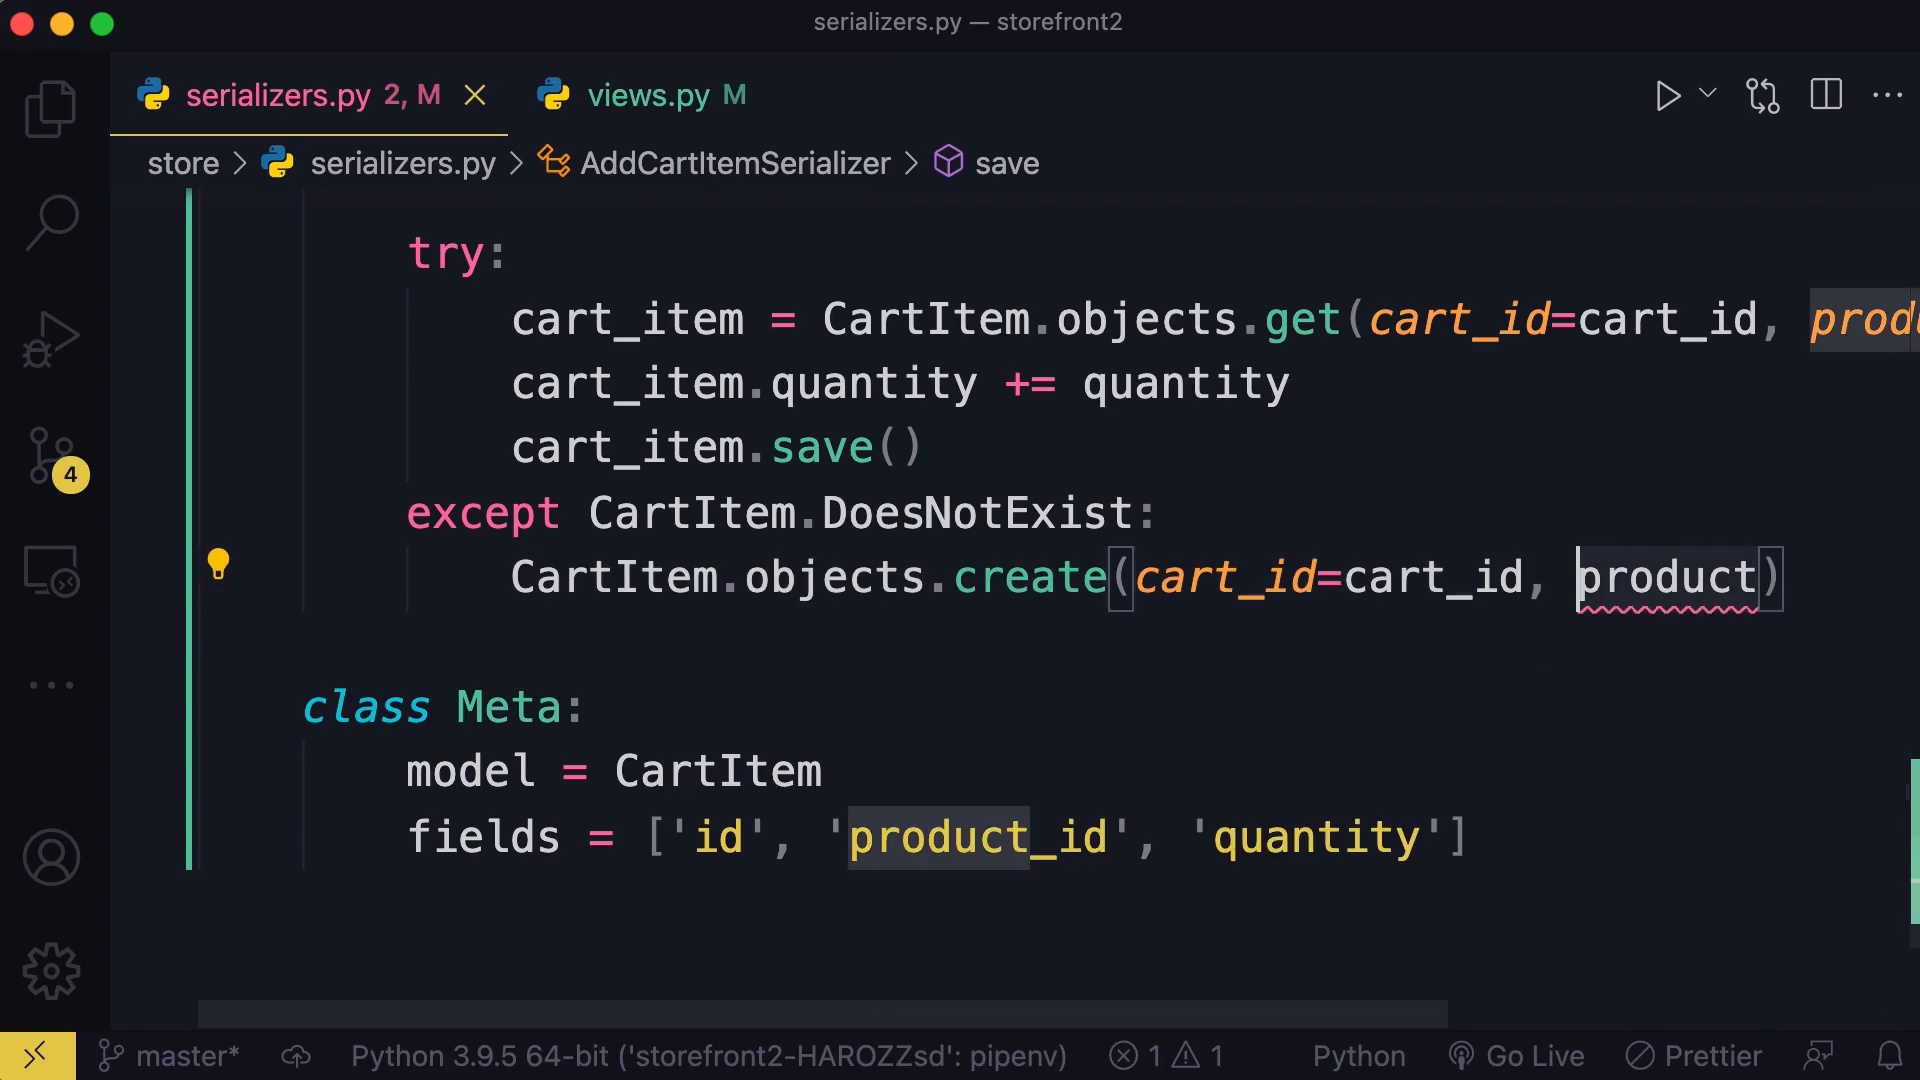 serializers.py — storefront2
serializers.py 2, M views.py M
store > serializers.py > AddCartItemSerializer > save
try:
cart_item = CartItem.objects.get(cart_id=cart_id,
cart_item.quantity += quantity
cart_item.save()
except CartItem.DoesNotExist:
CartItem.objects.create(cart_id=cart_id, product)
class Meta:
model = CartItem
fields = ['id', 'product_id', 'quantity']
4
master* Python 3.9.5 64-bit ('storefront2-HAROZZsd': pipenv) 1 1 Python Go Live Prettier